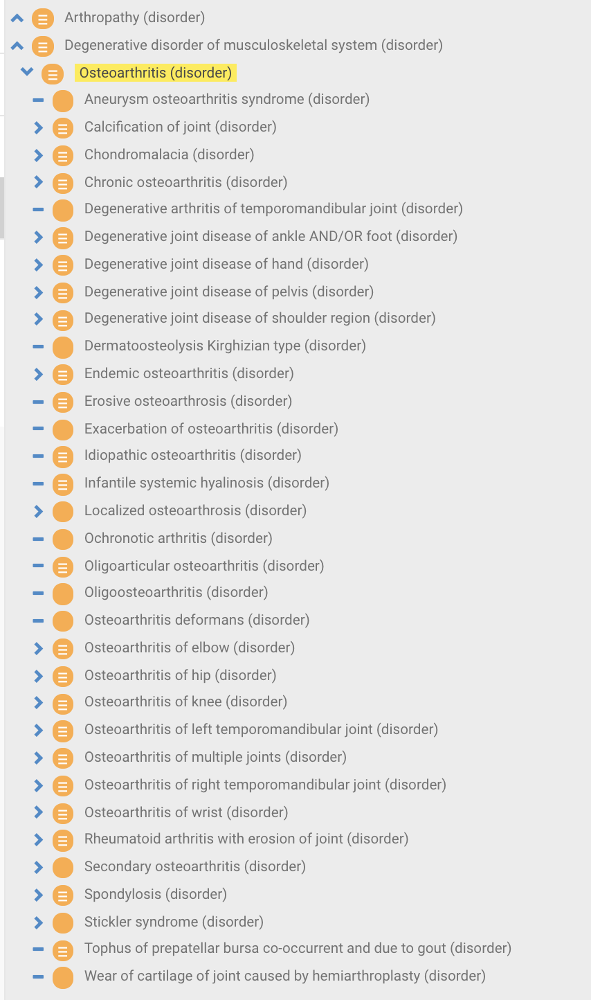 Arthropathy (disorder)
Degenerative disorder of musculoskeletal system (disorder)
Osteoarthritis (disorder)
Aneurysm osteoarthritis syndrome (disorder)
Calcification of joint (disorder)
Chondromalacia (disorder)
Chronic osteoarthritis (disorder)
Degenerative arthritis of temporomandibular joint (disorder)
Degenerative joint disease of ankle AND/OR foot (disorder)
Degenerative joint disease of hand (disorder)
Degenerative joint disease of pelvis (disorder)
Degenerative joint disease of shoulder region (disorder)
Dermatoosteolysis Kirghizian type (disorder)
Endemic osteoarthritis (disorder)
Erosive osteoarthrosis (disorder)
Exacerbation of osteoarthritis (disorder)
Idiopathic osteoarthritis (disorder)
Infantile systemic hyalinosis (disorder)
Localized osteoarthrosis (disorder)
Ochronotic arthritis (disorder)
Oligoarticular osteoarthritis (disorder)
Oligoosteoarthritis (disorder)
Osteoarthritis deformans (disorder)
Osteoarthritis of elbow (disorder)
Osteoarthritis of hip (disorder)
Osteoarthritis of knee (disorder)
Osteoarthritis of left temporomandibular joint (disorder)
Osteoarthritis of multiple joints (disorder)
Osteoarthritis of right temporomandibular joint (disorder)
Osteoarthritis of wrist (disorder)
Rheumatoid arthritis with erosion of joint (disorder)
Secondary osteoarthritis (disorder)
Spondylosis (disorder)
Stickler syndrome (disorder)
Tophus of prepatellar bursa co-occurrent and due to gout (disorder)
Wear of cartilage of joint caused by hemiarthroplasty (disorder)